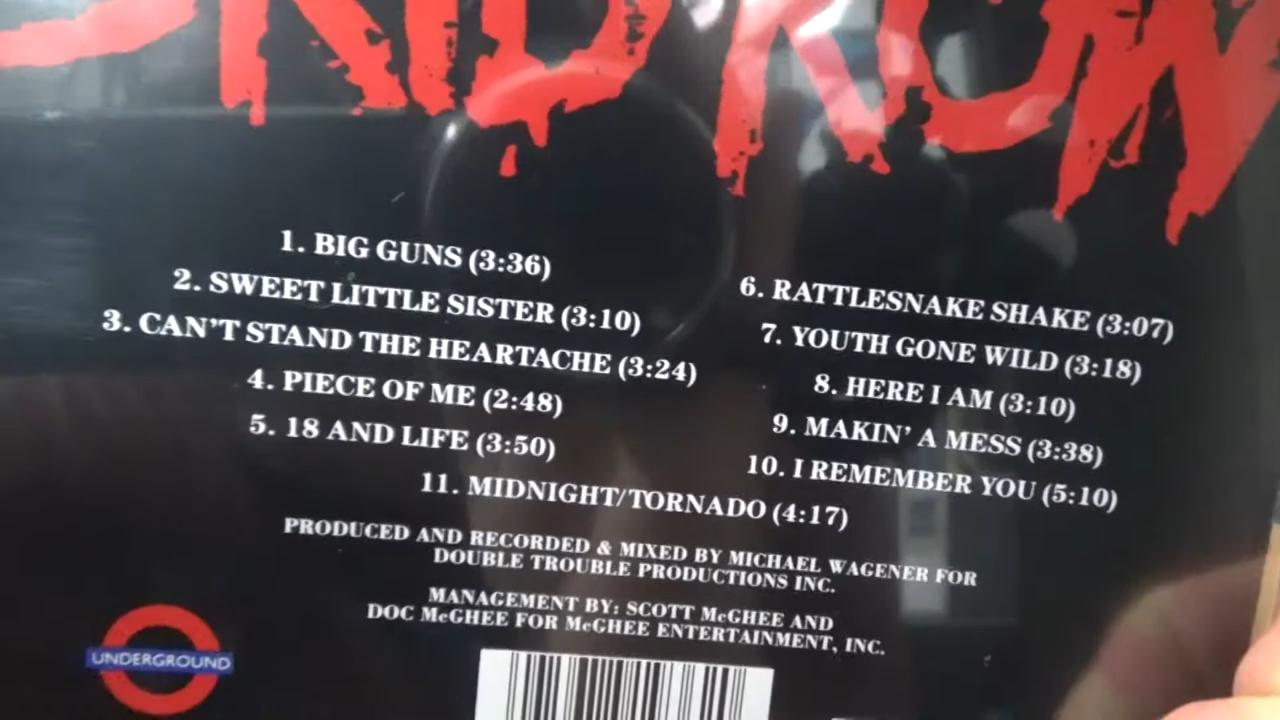 SKID ROW
1. BIG GUNS (3:36)
2. SWEET LITTLE SISTER (3:10)
3. CAN'T STAND THE HEARTACHE (3:24)
4. PIECE OF ME (2:48)
5. 18 AND LIFE (3:50)
6. RATTLESNAKE SHAKE (3:07)
7. YOUTH GONE WILD (3:18)
8. HERE I AM (3:10)
9. MAKIN' A MESS (3:38)
10. I REMEMBER YOU (5:10)
11. MIDNIGHT/TORNADO (4:17)
PRODUCED AND RECORDED & MIXED BY MICHAEL WAGENER FOR
DOUBLE TROUBLE PRODUCTIONS INC.
MANAGEMENT BY: SCOTT McGHEE AND
DOC McGHEE FOR McGHEE ENTERTAINMENT, INC.
UNDERGROUND